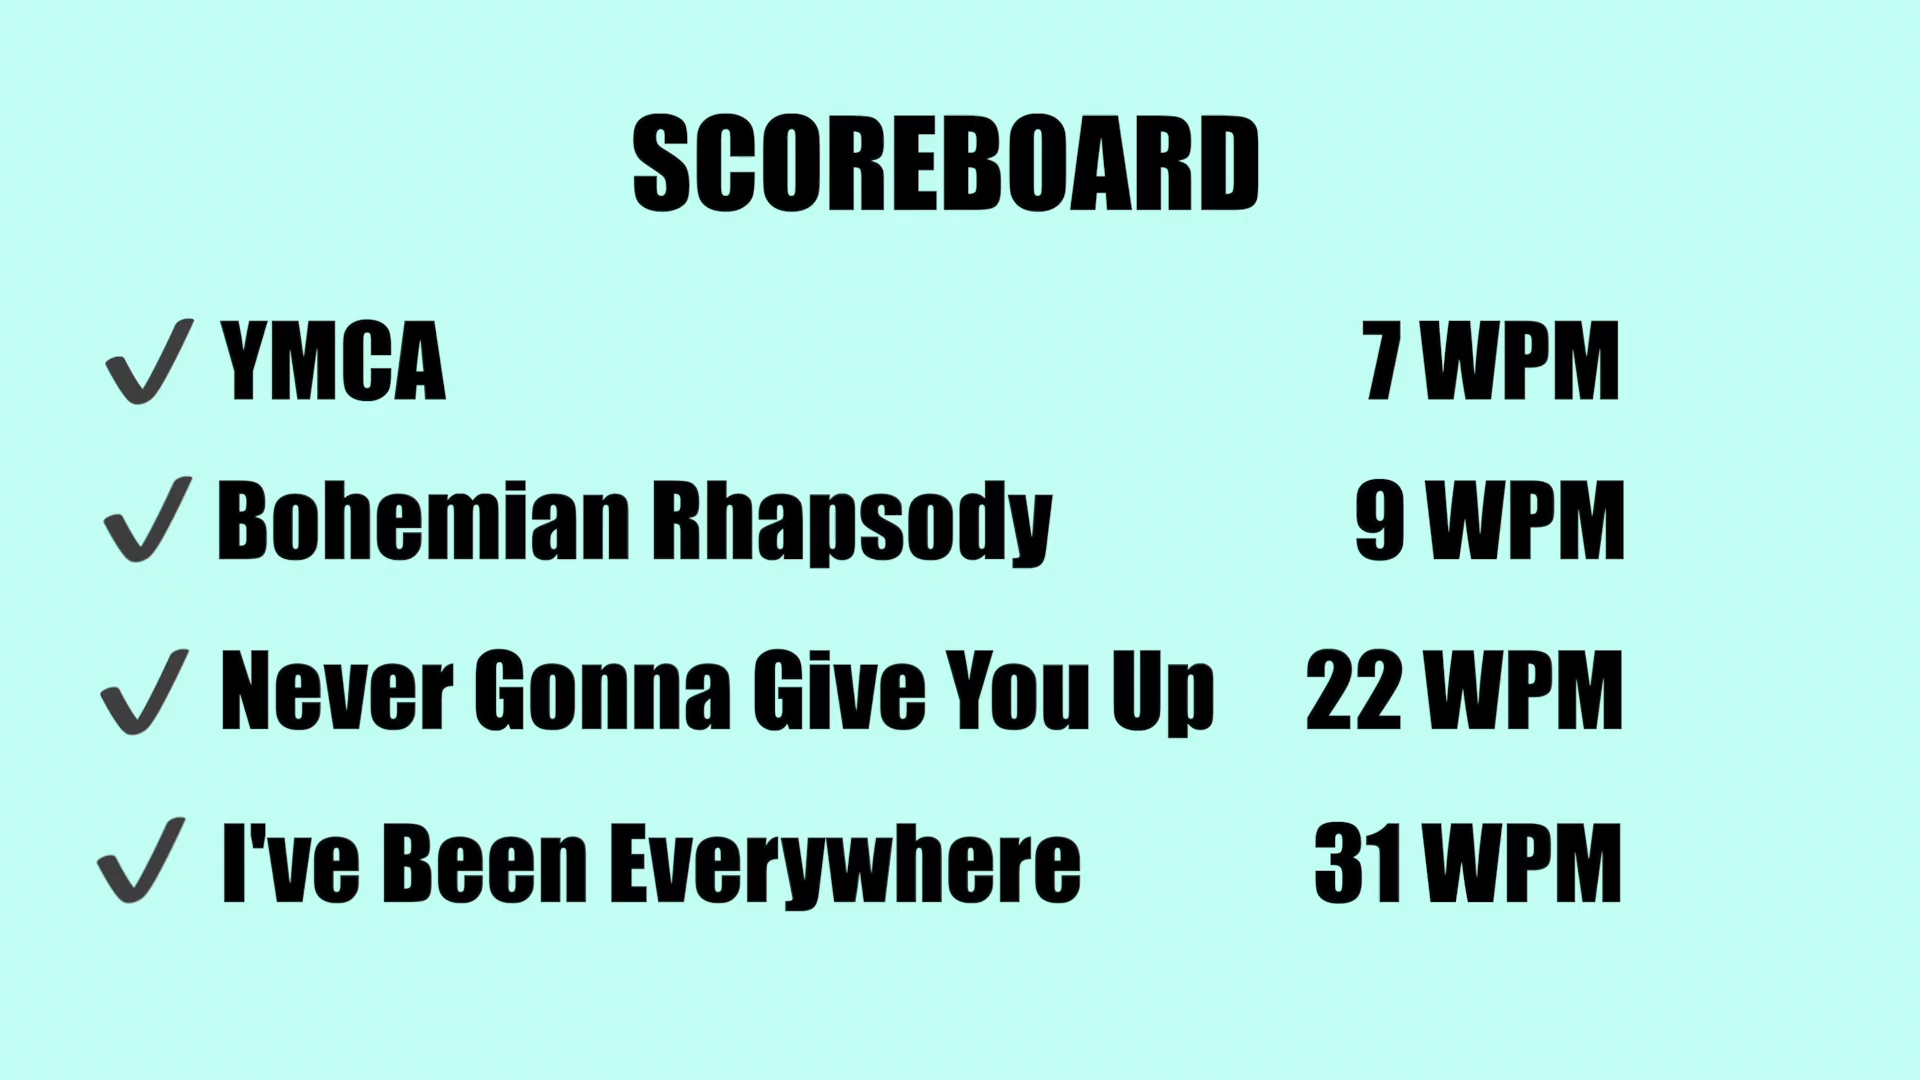 SCOREBOARD
✔ YMCA 7 WPM
✔ Bohemian Rhapsody 9 WPM
✔ Never Gonna Give You Up 22 WPM
✔ I've Been Everywhere 31 WPM